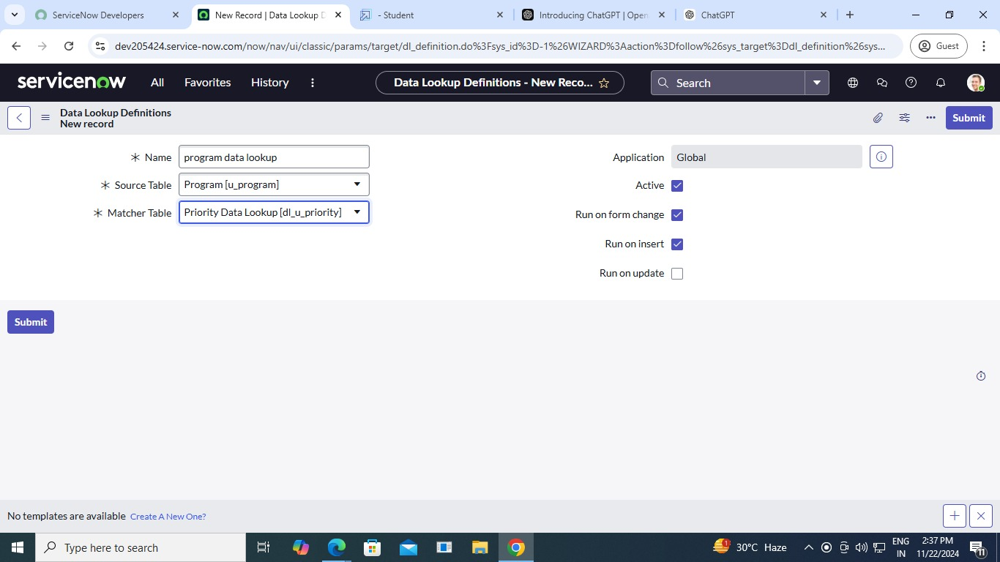 ServiceNow Developers
New Record | Data Lookup D
- Student
Introducing ChatGPT | Open
ChatGPT
dev205424.service-now.com/now/nav/ui/classic/params/target/dl_definition.do%3Fsys_id%3D-1%26WIZARD%3Aaction%3Dfollow%26sys_target%3Ddl_definition%26sys...
Guest
servicenow
All
Favorites
History
Data Lookup Definitions - New Reco...
Search
Data Lookup Definitions
New record
Submit
Name
program data lookup
Application
Global
Source Table
Program [u_program]
Active
Matcher Table
Priority Data Lookup [dl_u_priority]
Run on form change
Run on insert
Run on update
Submit
No templates are available Create A New One?
Type here to search
1
30°C Haze
ENG
IN
2:37 PM
11/22/2024
11